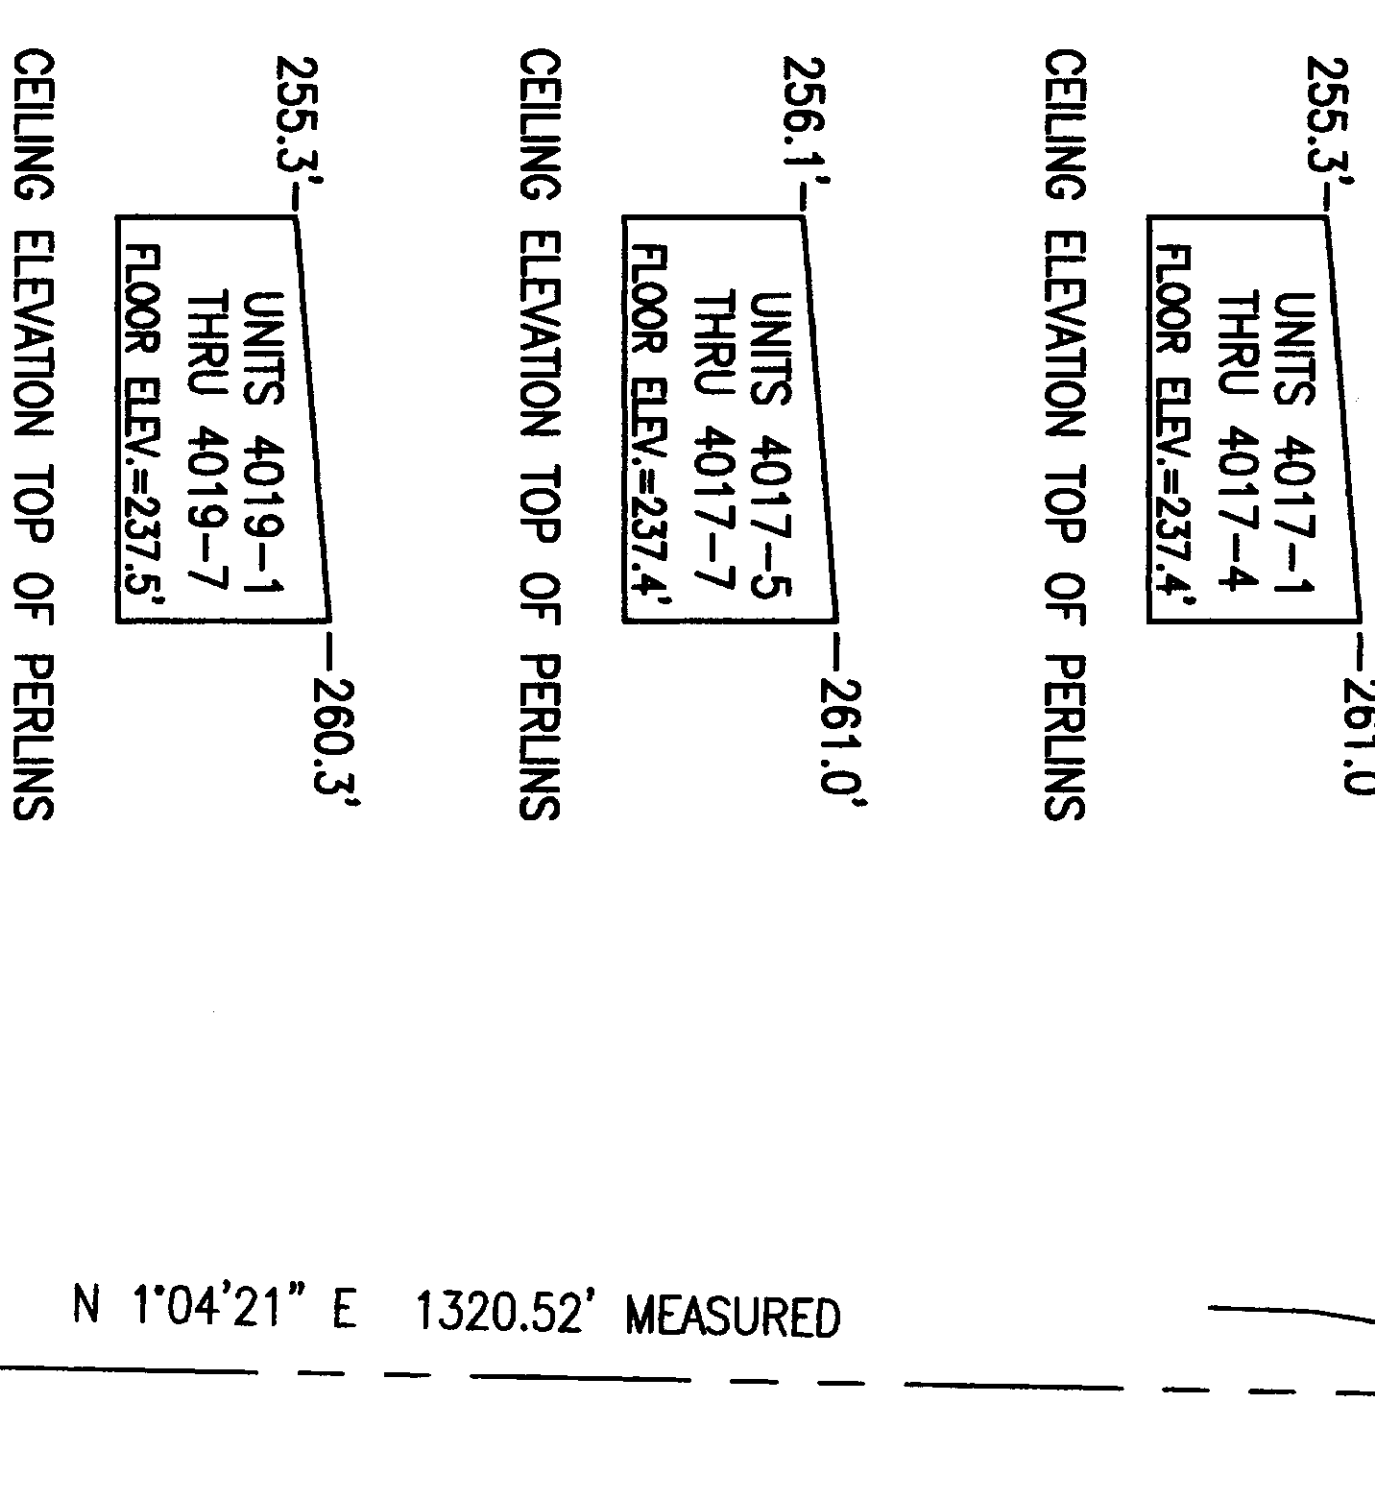 255.3'
261.0
UNITS 4017-1
THRU 4017-4
FLOOR ELEV.=237.4'
CEILING ELEVATION TOP OF PERLINS
256.1'
261.0'
UNITS 4017-5
THRU 4017-7
FLOOR ELEV.=237.4'
CEILING ELEVATION TOP OF PERLINS
255.3'
260.3'
UNITS 4019-1
THRU 4019-7
FLOOR ELEV.=237.5'
CEILING ELEVATION TOP OF PERLINS
N 1°04'21" E 1320.52' MEASURED